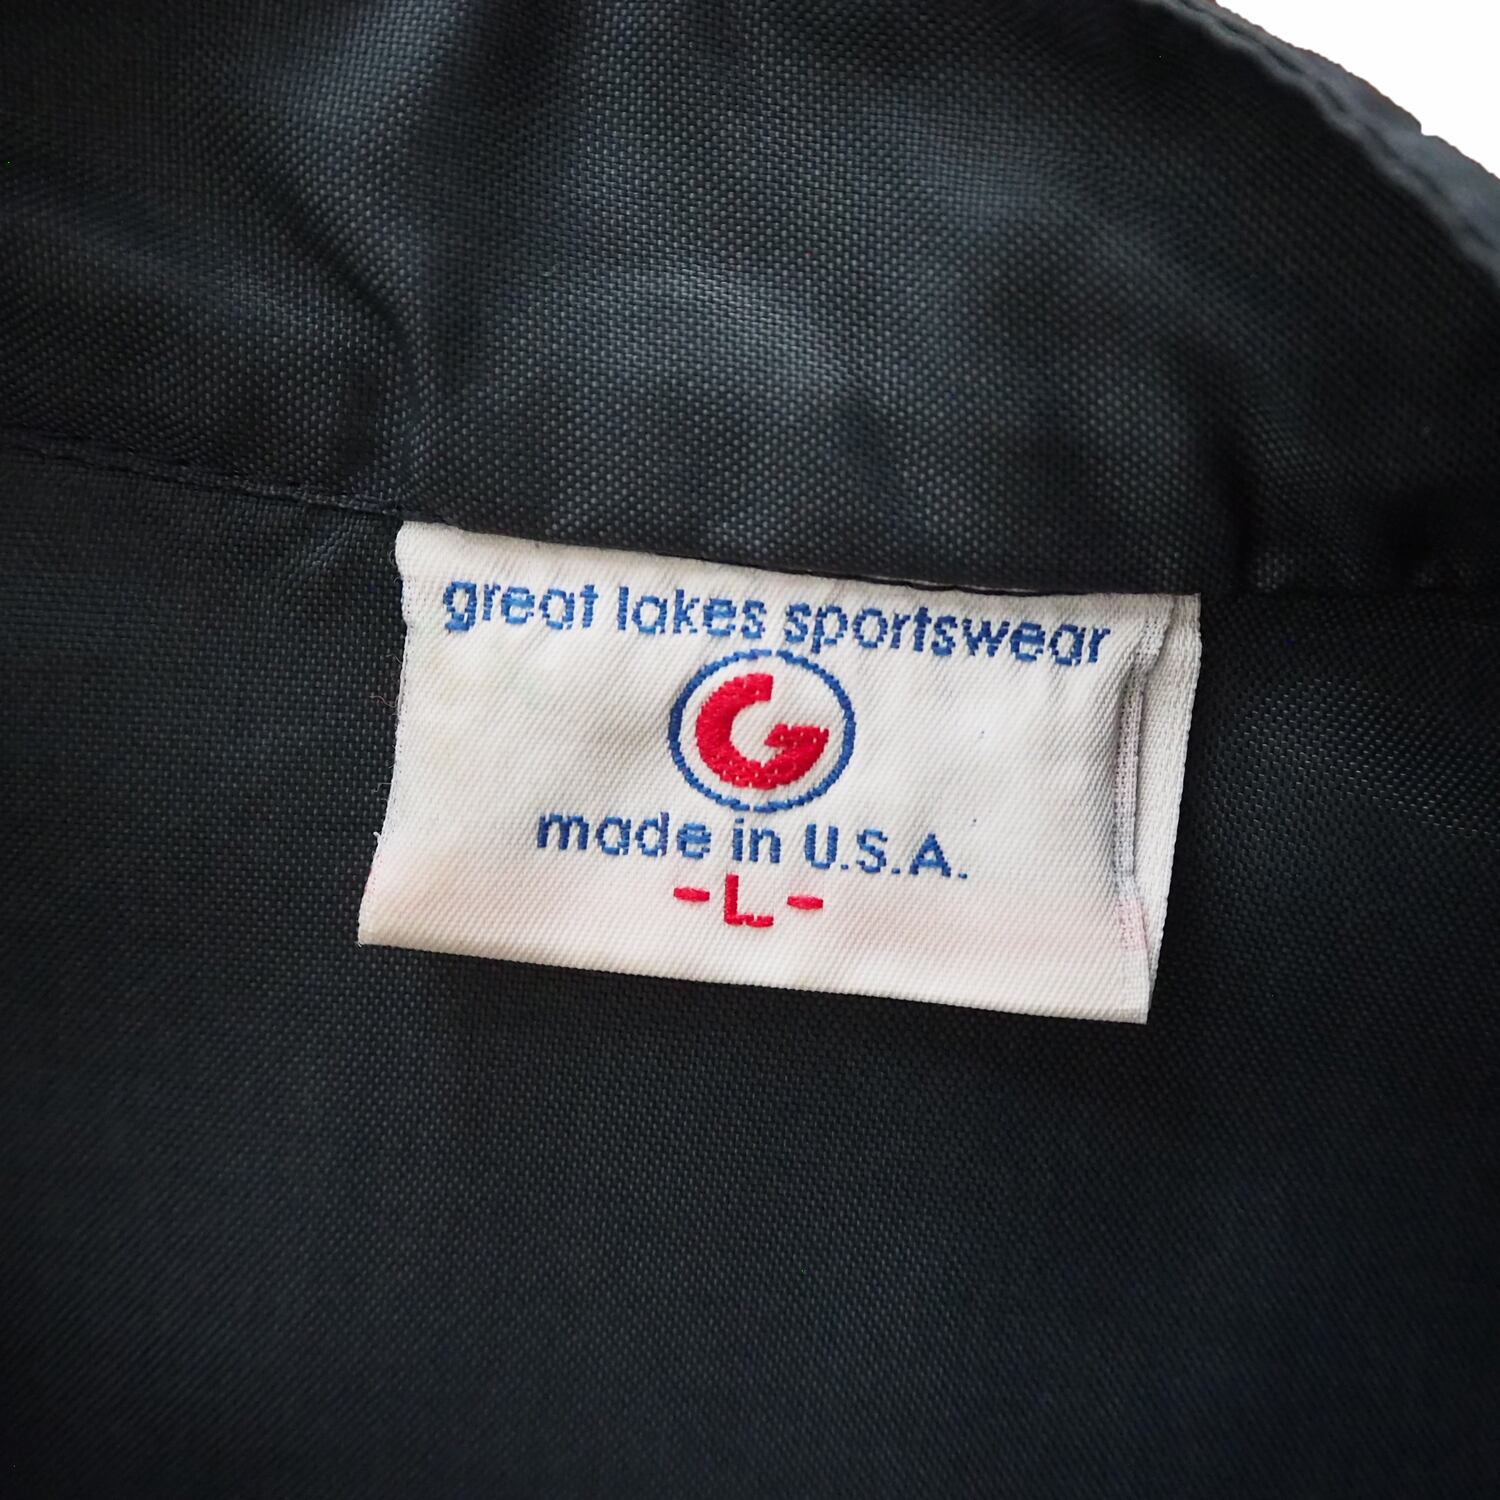 great lakes sportswear
G
made in U.S.A.
-L-